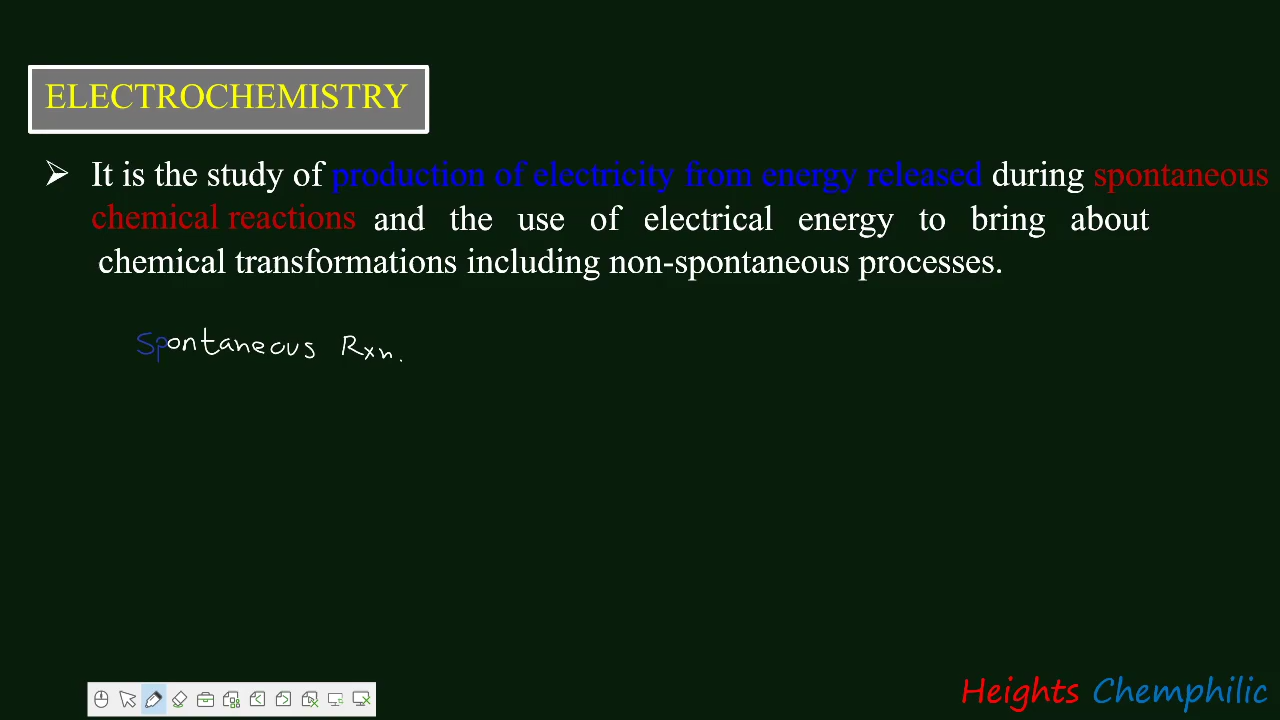 ELECTROCHEMISTRY
➢ It is the study of production of electricity from energy released during spontaneous
chemical reactions and the use of electrical energy to bring about
chemical transformations including non-spontaneous processes.
Spontaneous Rxn.
Heights Chemphilic